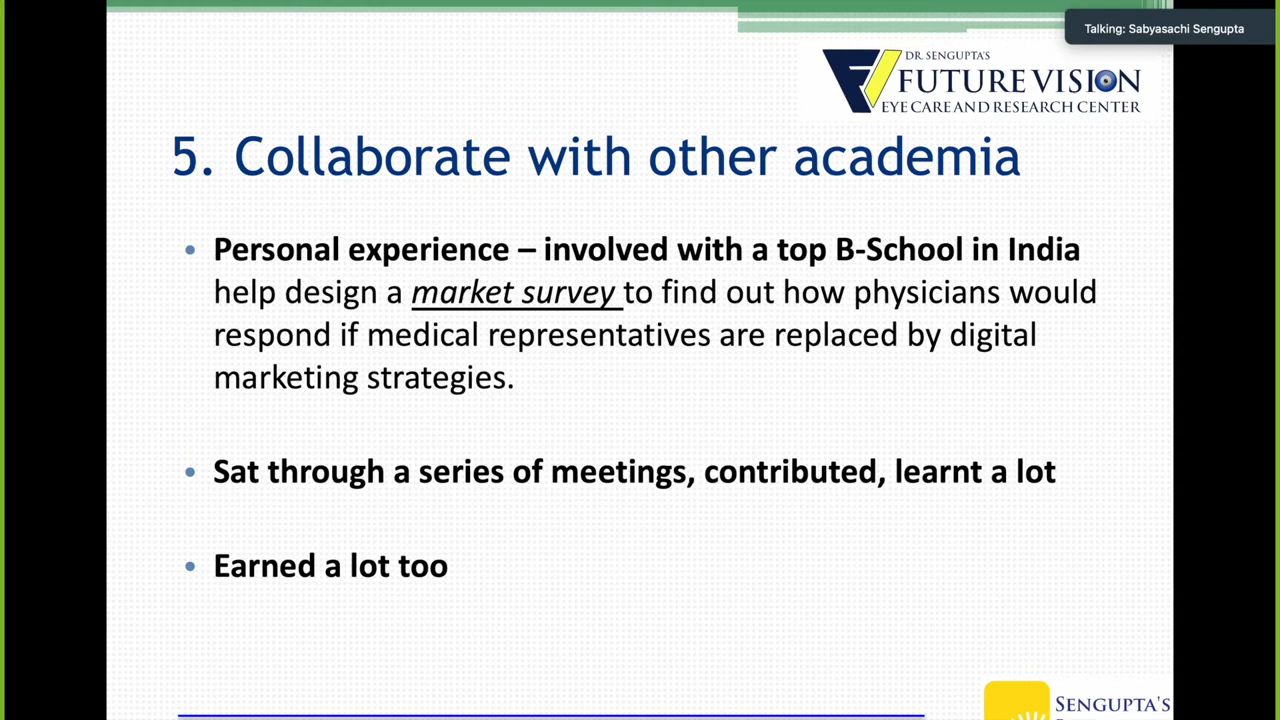 Talking: Sabyasachi Sengupta
DR. SENGUPTA'S
FUTURE VISION
EYE CARE AND RESEARCH CENTER
5. Collaborate with other academia
• Personal experience – involved with a top B-School in India
help design a market survey to find out how physicians would
respond if medical representatives are replaced by digital
marketing strategies.
• Sat through a series of meetings, contributed, learnt a lot
• Earned a lot too
SENGUPTA'S